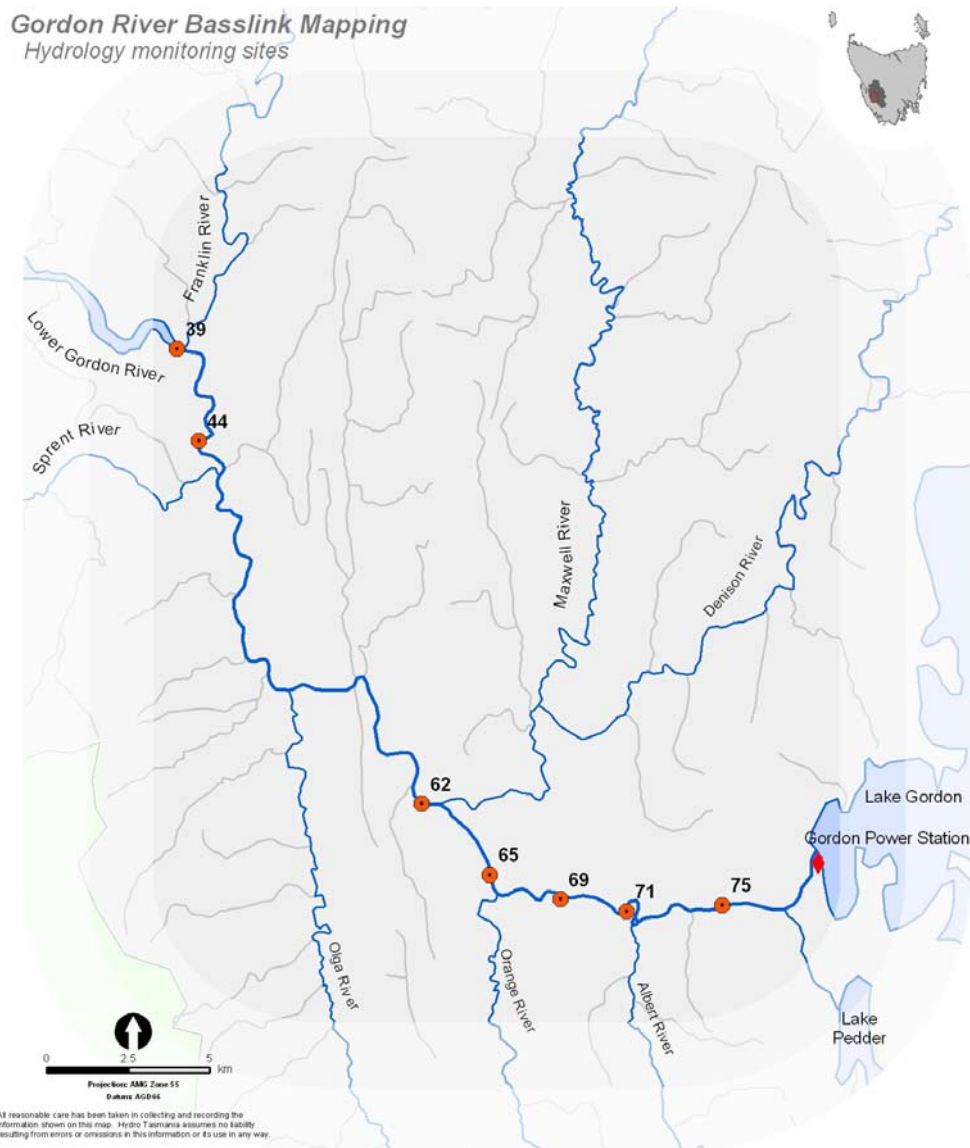 Gordon River Basslink Mapping
Hydrology monitoring sites
Franklin River
39
Lower Gordon River
44
Sprent River
Maxwell River
Denison River
62
Lake Gordon
Gordon Power Station
65
69
71
75
Olga River
Orange River
Albert River
Lake
Pedder
0 2.5 5
km
Projection: AMG Zone 55
Datum: AGD66
All reasonable care has been taken in collecting and recording the
information shown on this map. Hydro Tasmania assumes no liability
resulting from errors or omissions in this information or its use in any way.